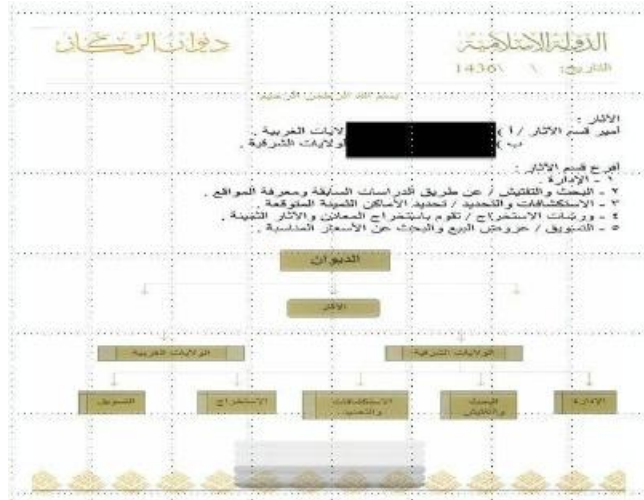 الدولة الإسلامية
ديوان الركاز
التاريخ: \ \ 1436
بسم الله الرحمن الرحيم
الآثار :
أمير قسم الآثار / أ )
لايات الغربية .
ب )
لولايات الشرقية .
أفرع قسم الآثار :
١ - الإدارة .
٢ - البحث والتفتيش / عن طريق الدراسات السابقة ومعرفة المواقع .
٣ - الاستكشافات والتحديد / تحديد الأماكن الثمينة المتوقعة .
٤ - ورشات الاستخراج / تقوم باستخراج المعادن والآثار الثمينة .
٥ - التسويق / عروض البيع والبحث عن الأسعار المناسبة .
الديوان
الآثار
الولايات الشرقية
الولايات الغربية
الإدارة
البحث والتفتيش
الاستكشافات والتحديد
الاستخراج
التسويق